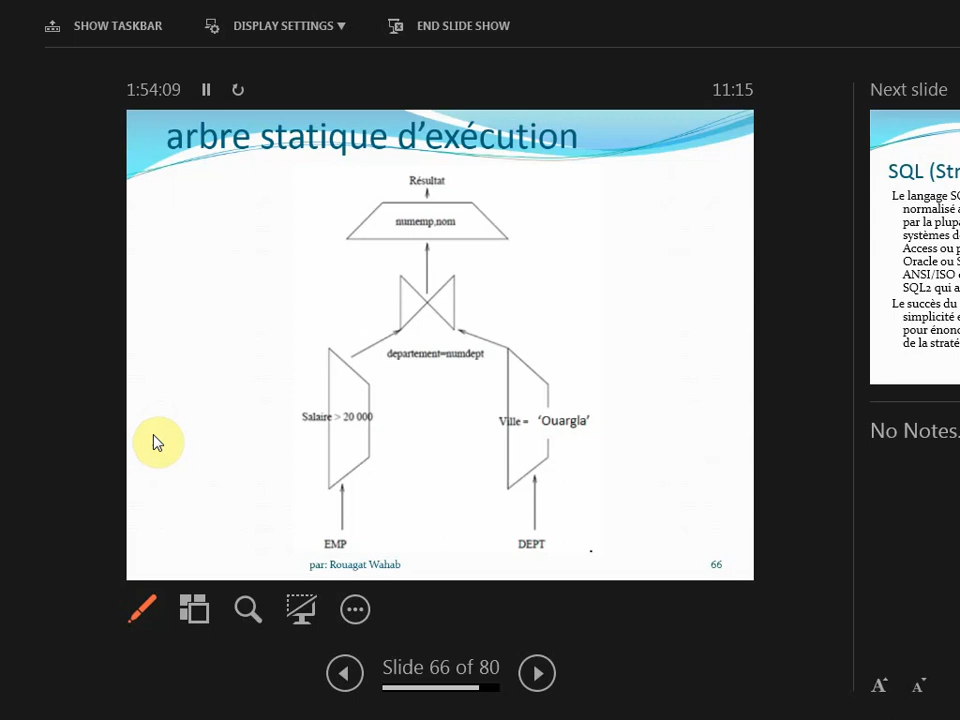 SHOW TASKBAR
DISPLAY SETTINGS ▼
END SLIDE SHOW
1:54:09
11:15
Next slide
arbre statique d'exécution
Résultat
numemp,nom
departement=numdept
Salaire > 20 000
Ville = 'Ouargla'
EMP
DEPT
par: Rouagat Wahab
66
SQL (Str
Le langage SQ
normalisé a
par la plupa
systèmes d
Access ou p
Oracle ou S
ANSI/ISO
SQL2 qui a
Le succès du
simplicité e
pour énonc
de la straté
No Notes.
Slide 66 of 80
A A